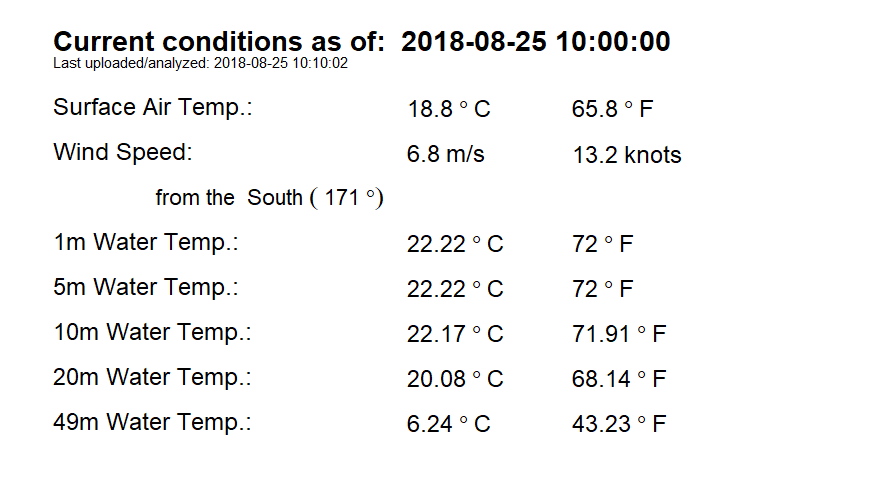 Current conditions as of:  2018-08-25 10:00:00
Last uploaded/analyzed: 2018-08-25 10:10:02
Surface Air Temp.: 18.8 ° C 65.8 ° F
Wind Speed: 6.8 m/s 13.2 knots
from the  South ( 171 °)
1m Water Temp.: 22.22 ° C 72 ° F
5m Water Temp.: 22.22 ° C 72 ° F
10m Water Temp.: 22.17 ° C 71.91 ° F
20m Water Temp.: 20.08 ° C 68.14 ° F
49m Water Temp.: 6.24 ° C 43.23 ° F